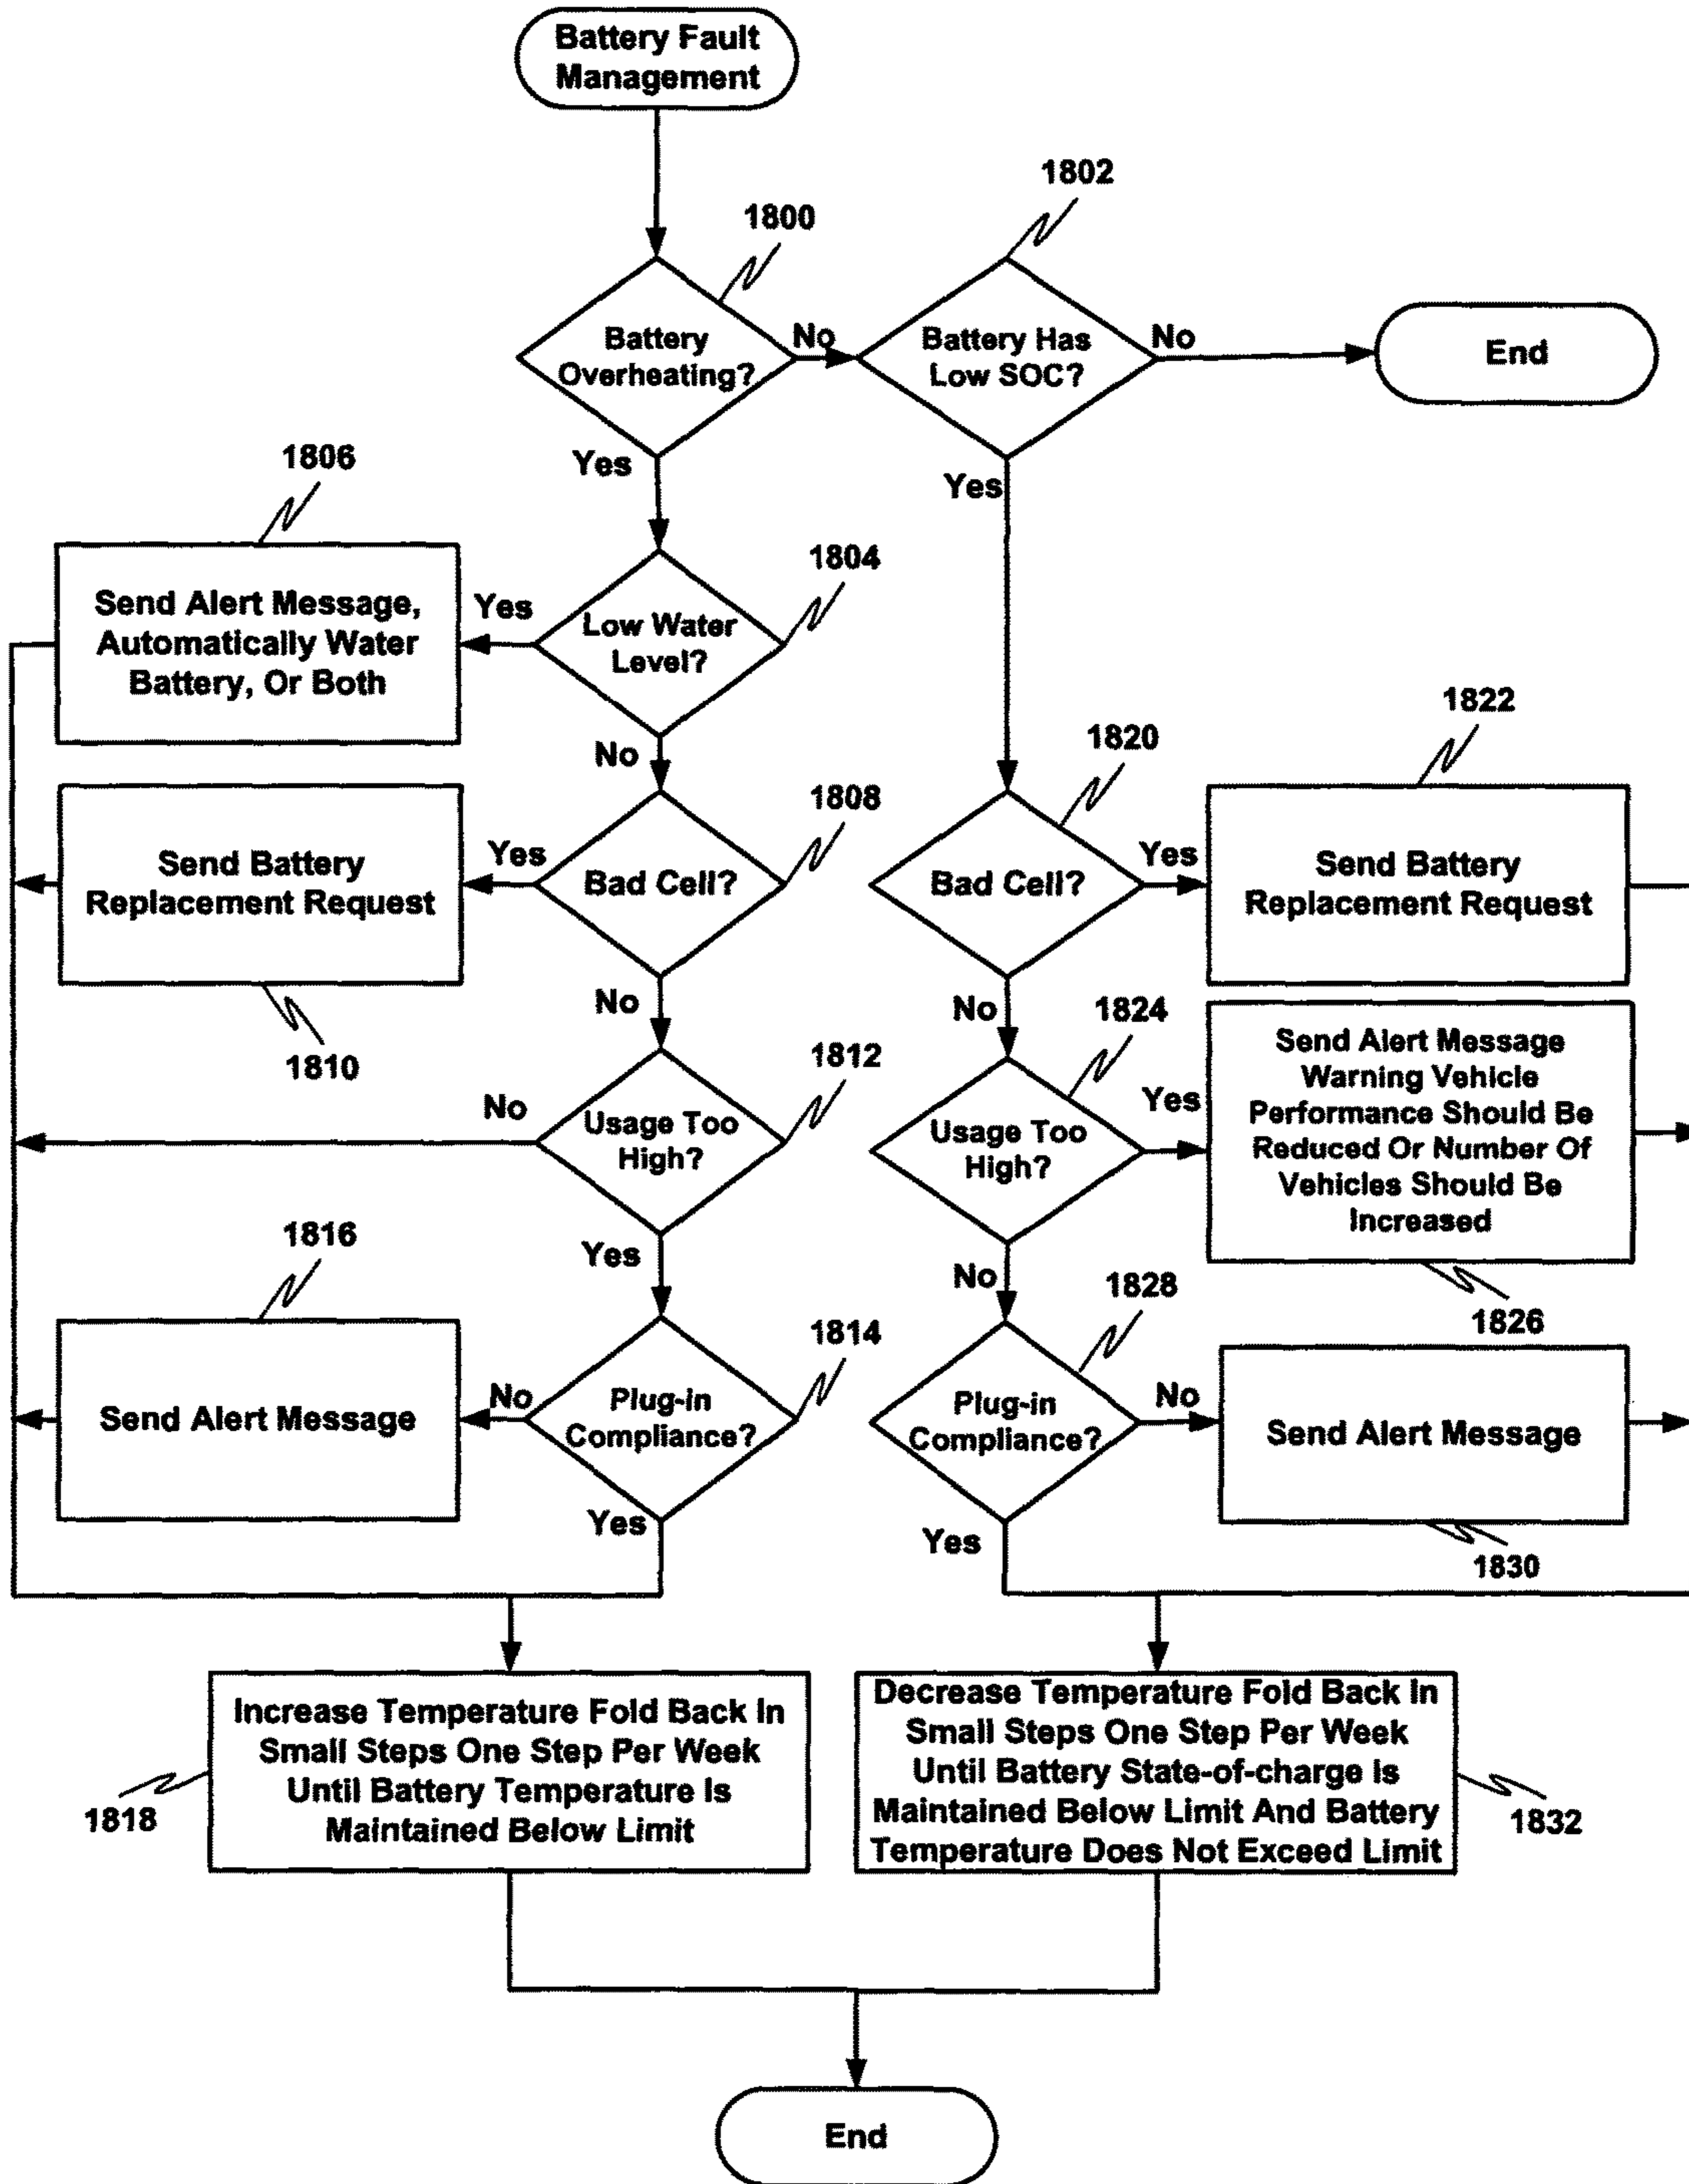 Battery Fault
Management
1802
1800
Battery
Overheating?
No
Battery Has
Low SOC?
No
End
Yes
Yes
1806
1804
Send Alert Message,
Automatically Water
Battery, Or Both
Yes
Low Water
Level?
No
1822
1820
1808
Send Battery
Replacement Request
Yes
Bad Cell?
Bad Cell?
Yes
Send Battery
Replacement Request
No
No
1810
1812
1824
No
Usage Too
High?
Usage Too
High?
Yes
Send Alert Message
Warning Vehicle
Performance Should Be
Reduced Or Number Of
Vehicles Should Be
Increased
Yes
No
1826
1816
1814
1828
Send Alert Message
No
Plug-in
Compliance?
Plug-in
Compliance?
No
Send Alert Message
Yes
Yes
1830
Increase Temperature Fold Back In
Small Steps One Step Per Week
Until Battery Temperature Is
Maintained Below Limit
1818
Decrease Temperature Fold Back In
Small Steps One Step Per Week
Until Battery State-of-charge Is
Maintained Below Limit And Battery
Temperature Does Not Exceed Limit
1832
End